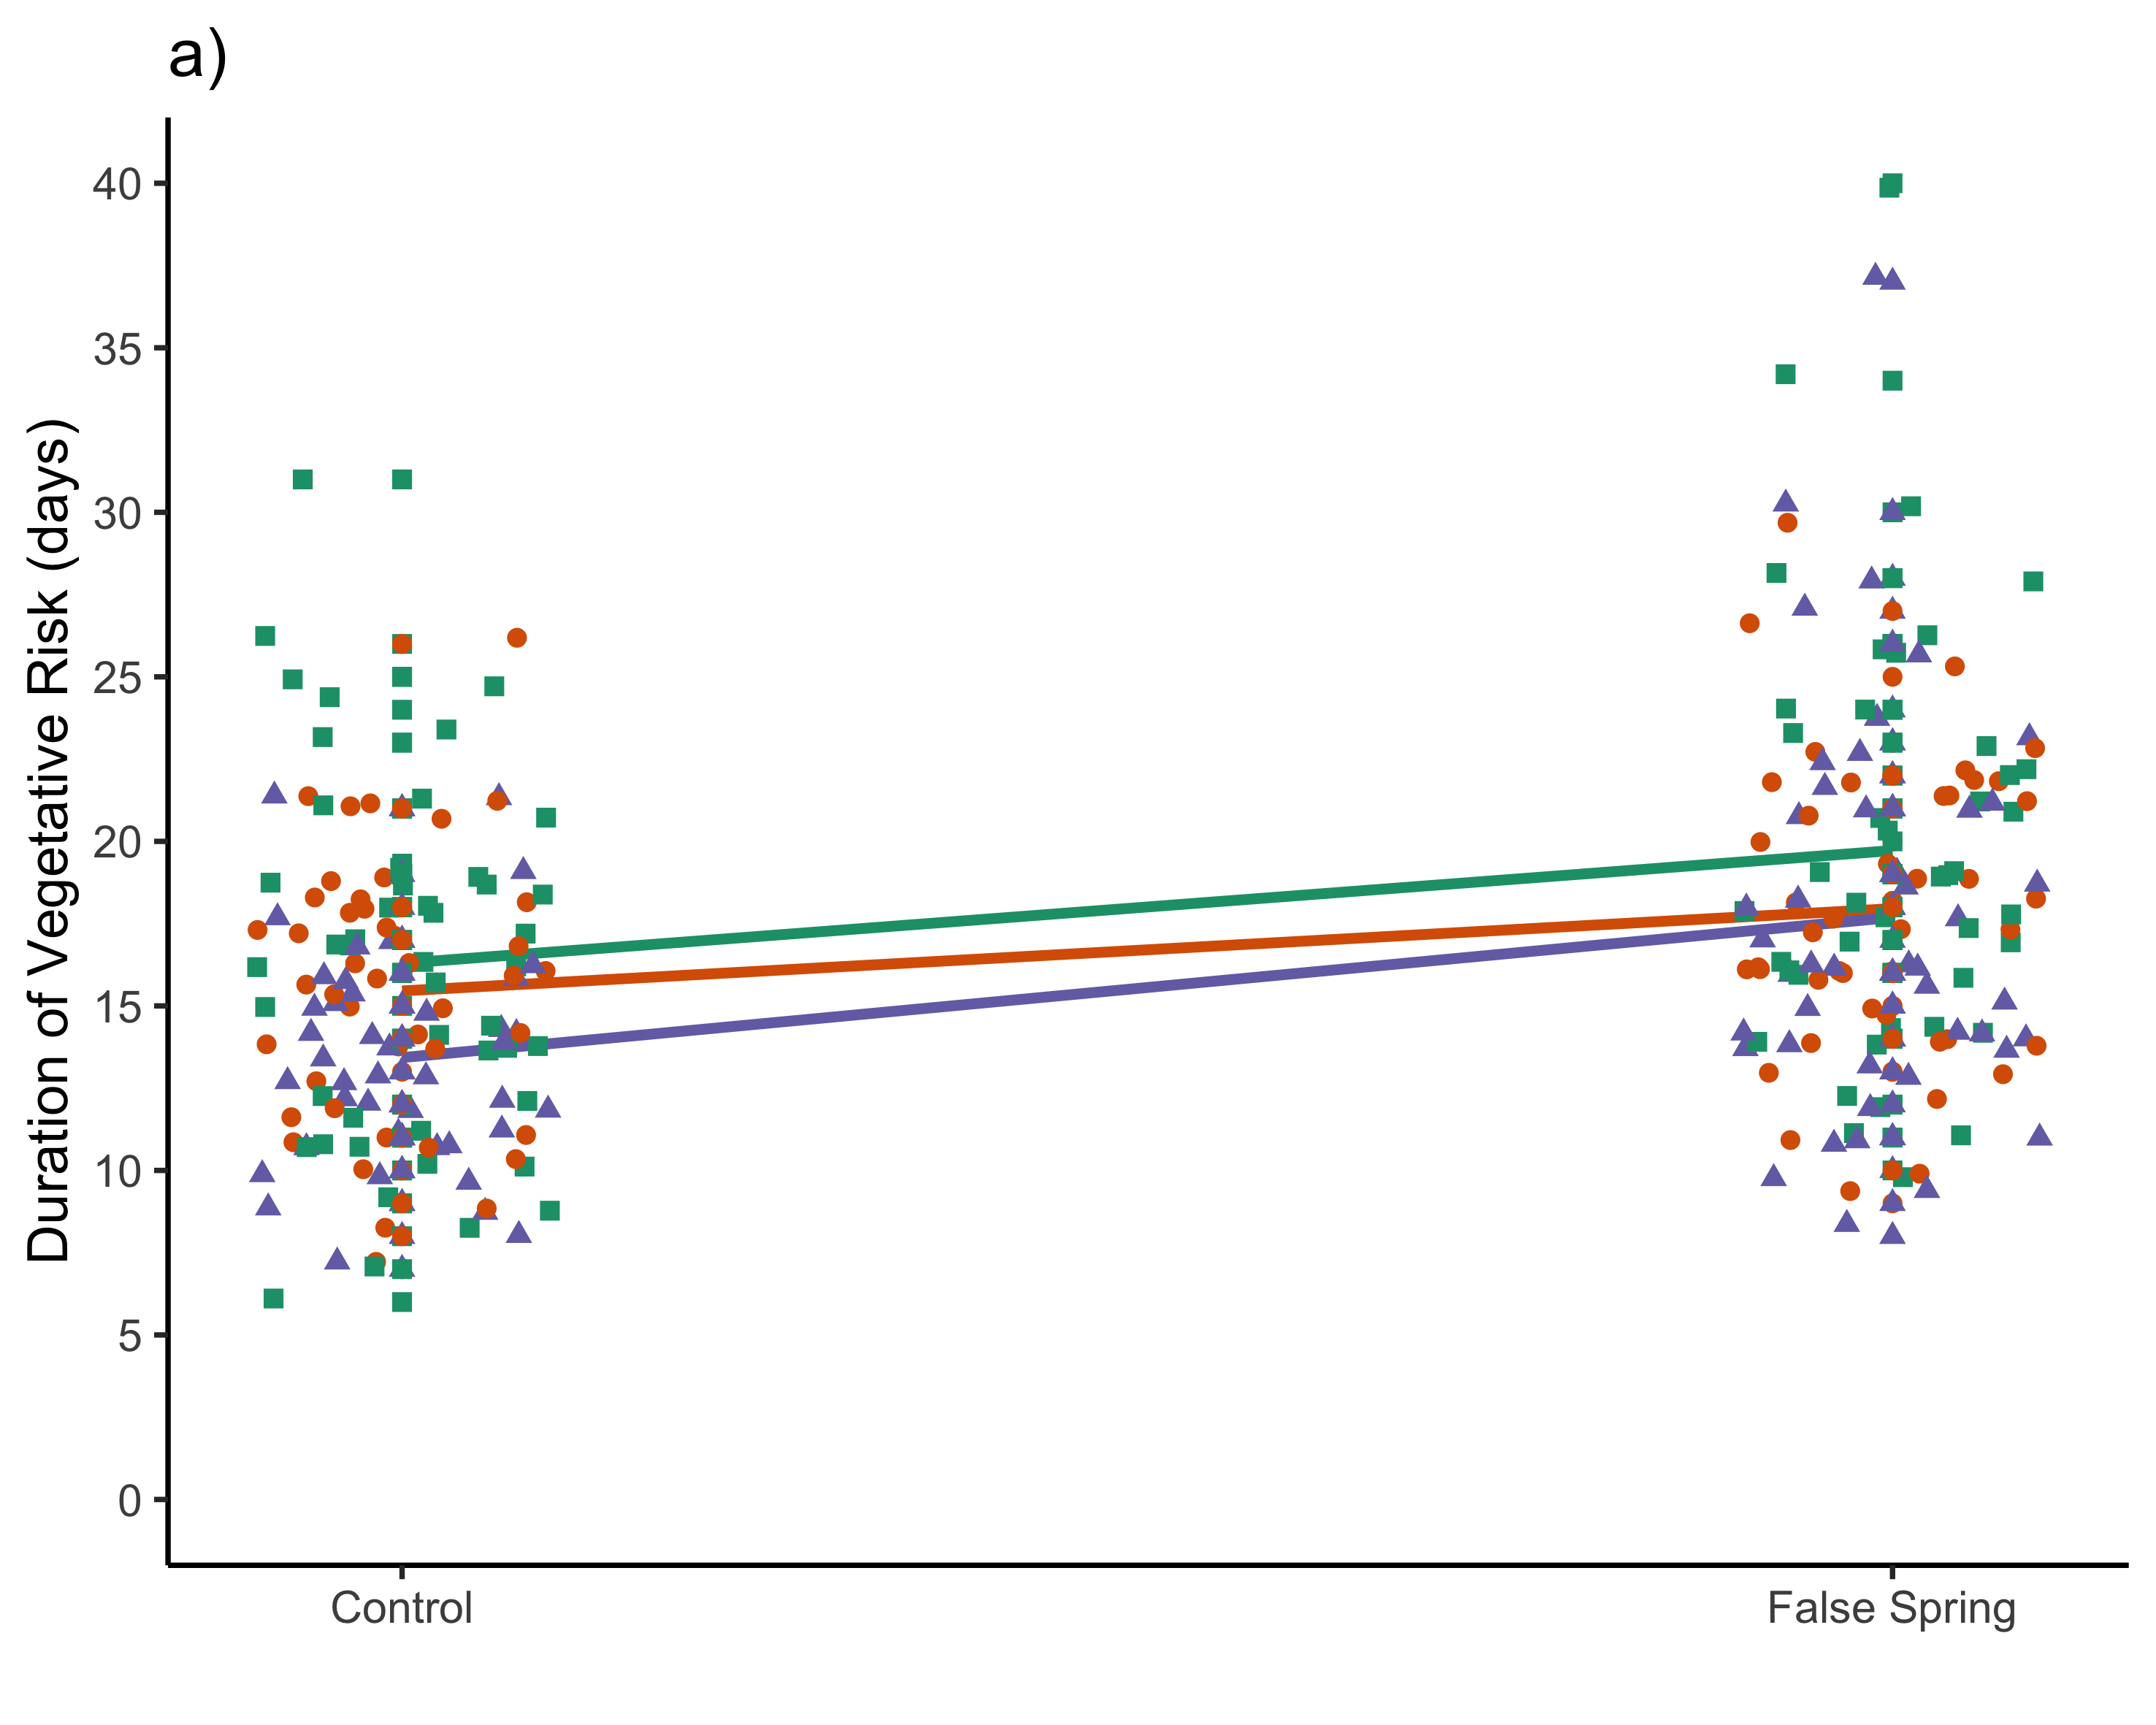 a)
Duration of Vegetative Risk (days)
40
35
30
25
20
15
10
5
0
Control
False Spring